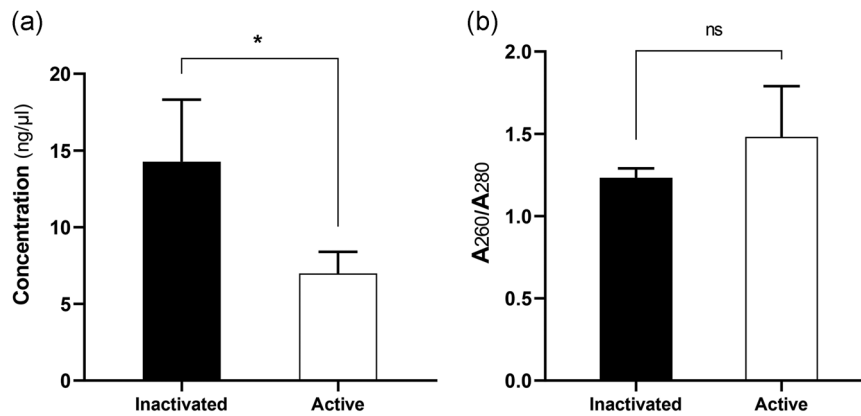 (a)
*
Concentration (ng/µl)
20
15
10
5
0
Inactivated Active
(b)
ns
A260/A280
2.0
1.5
1.0
0.5
0.0
Inactivated Active